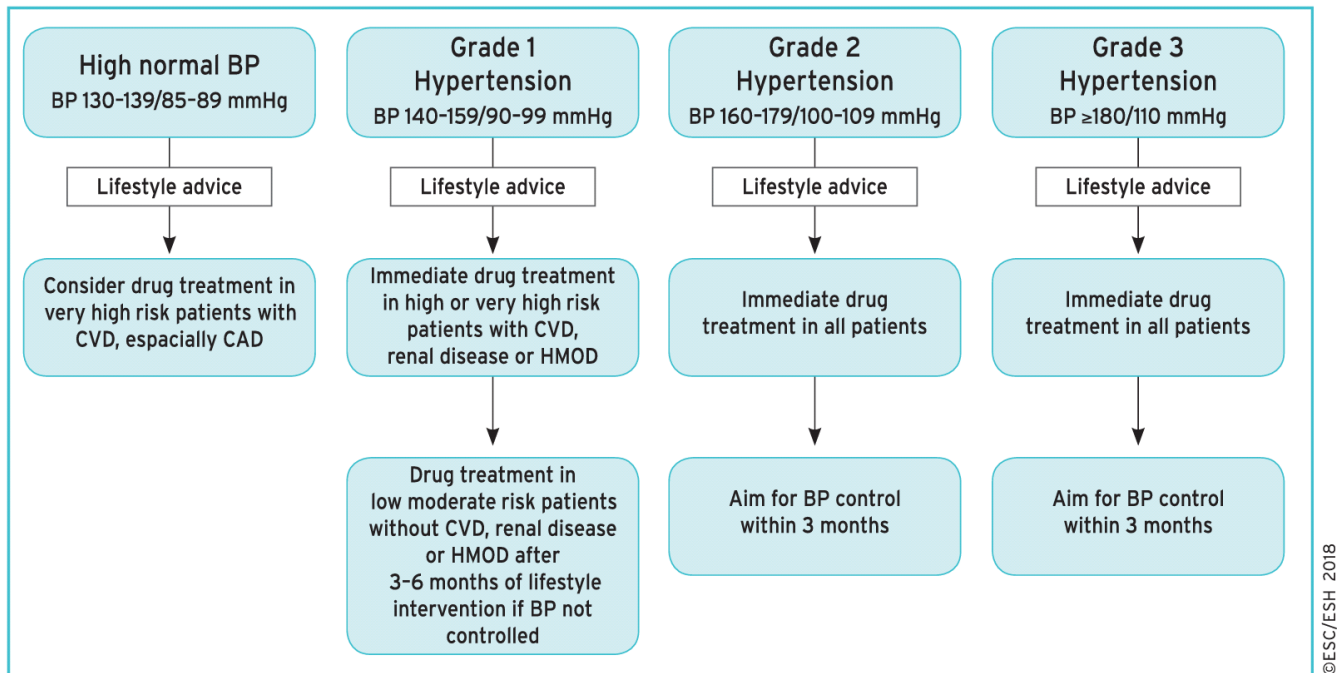 High normal BP
BP 130-139/85-89 mmHg
Lifestyle advice
Consider drug treatment in
very high risk patients with
CVD, espacially CAD
Grade 1
Hypertension
BP 140-159/90-99 mmHg
Lifestyle advice
Immediate drug treatment
in high or very high risk
patients with CVD,
renal disease or HMOD
Drug treatment in
low moderate risk patients
without CVD, renal disease
or HMOD after
3-6 months of lifestyle
intervention if BP not
controlled
Grade 2
Hypertension
BP 160-179/100-109 mmHg
Lifestyle advice
Immediate drug
treatment in all patients
Aim for BP control
within 3 months
Grade 3
Hypertension
BP ≥180/110 mmHg
Lifestyle advice
Immediate drug
treatment in all patients
Aim for BP control
within 3 months
©ESC/ESH 2018